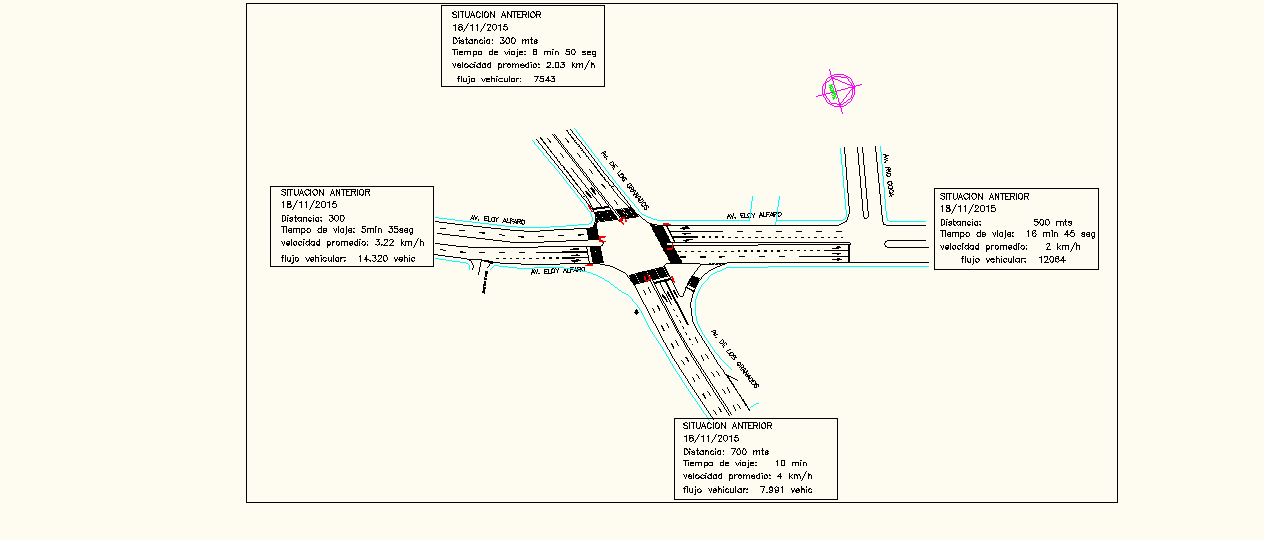 SITUACION ANTERIOR
18/11/2015
Distancia: 300 mts
Tiempo de viaje: 8 min 50 seg
velocidad promedio: 2.03 km/h
flujo vehicular: 7543
SITUACION ANTERIOR
18/11/2015
Distancia: 300
Tiempo de viaje: 5min 35seg
velocidad promedio: 3.22 km/h
flujo vehicular: 14.320 vehic
AV. DE LOS GRANADOS
AV. ELOY ALFARO
AV. ELOY ALFARO
AV. ELOY ALFARO
AV. RIO COCA
SITUACION ANTERIOR
18/11/2015
Distancia: 500 mts
Tiempo de viaje: 16 min 46 seg
velocidad promedio: 2 km/h
flujo vehicular: 12064
AV. DE LOS GRANADOS
SITUACION ANTERIOR
18/11/2015
Distancia: 700 mts
Tiempo de viaje: 10 min
velocidad promedio: 4 km/h
flujo vehicular: 7.991 vehic